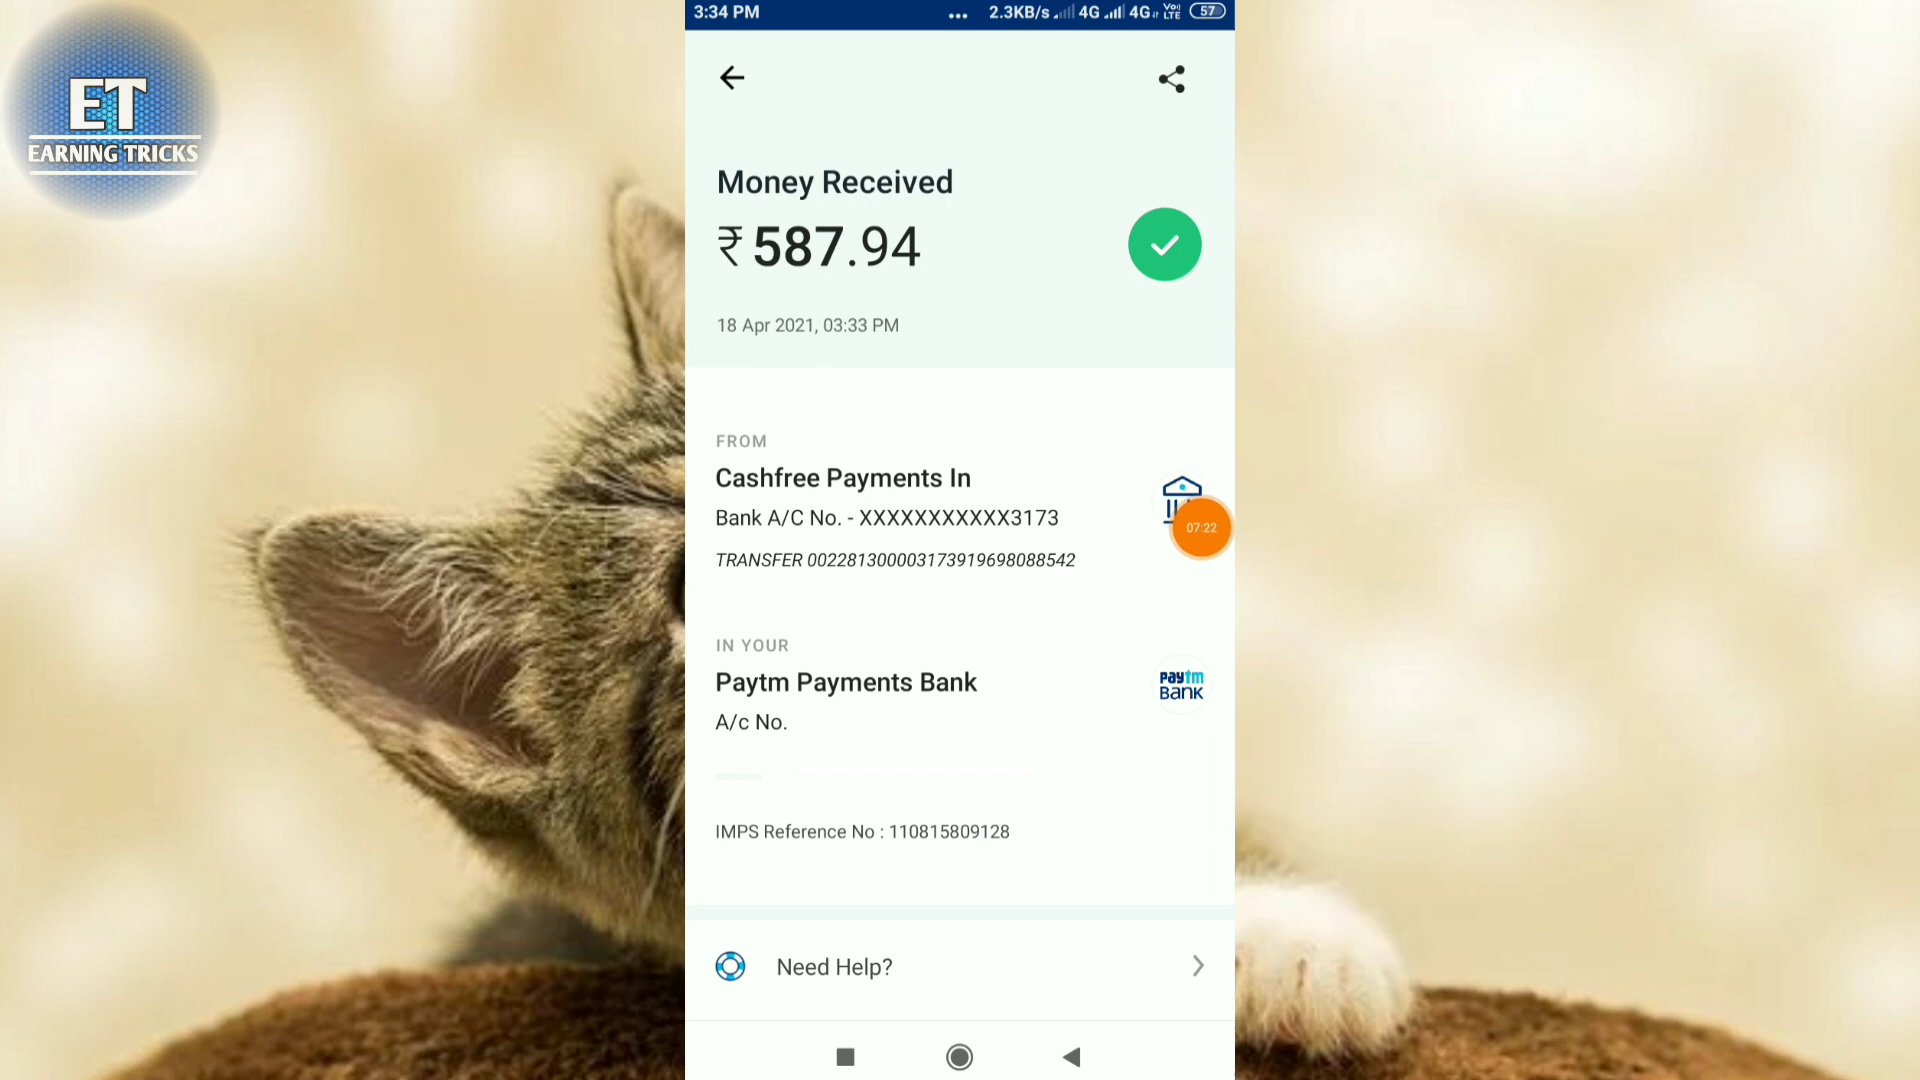 3:34 PM
... 2.3KB/s 4G 4G Vo) LTE 57
ET
EARNING TRICKS
Money Received
₹587.94
18 Apr 2021, 03:33 PM
FROM
Cashfree Payments In
Bank A/C No. - XXXXXXXXXXX3173
07:22
TRANSFER 002281300003173919698088542
IN YOUR
Paytm Payments Bank
paytm
BANK
A/c No.
IMPS Reference No : 110815809128
Need Help?